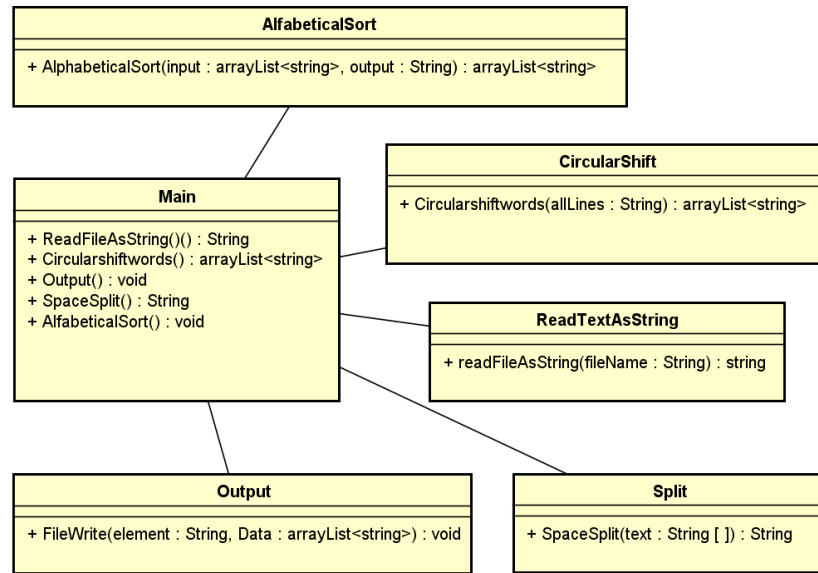 AlfabeticalSort
+ AlphabeticalSort(input : arrayList<string>, output : String) : arrayList<string>
CircularShift
+ Circularshiftwords(allLines : String) : arrayList<string>
Main
+ ReadFileAsString()() : String
+ Circularshiftwords() : arrayList<string>
+ Output() : void
+ SpaceSplit() : String
+ AlfabeticalSort() : void
ReadTextAsString
+ readFileAsString(fileName : String) : string
Output
+ FileWrite(element : String, Data : arrayList<string>) : void
Split
+ SpaceSplit(text : String [ ]) : String